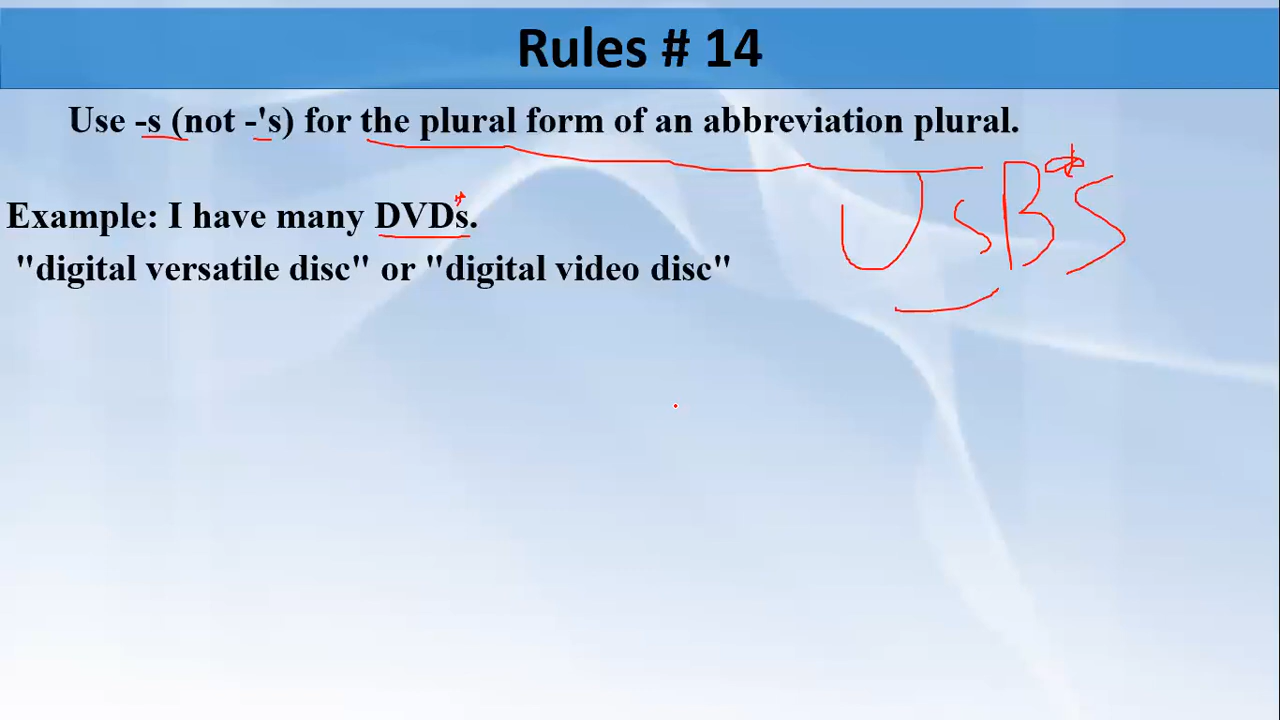 Rules # 14
Use -s (not -'s) for the plural form of an abbreviation plural.
USB'S
Example: I have many DVDs.
"digital versatile disc" or "digital video disc"